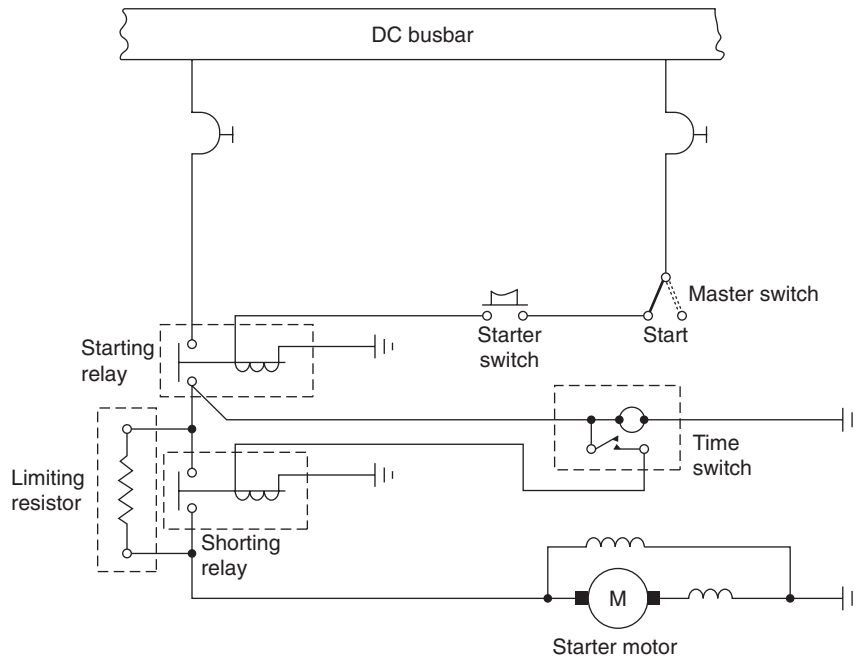 DC busbar
Master switch
Starter
switch
Start
Starting
relay
Time
switch
Limiting
resistor
Shorting
relay
M
Starter motor